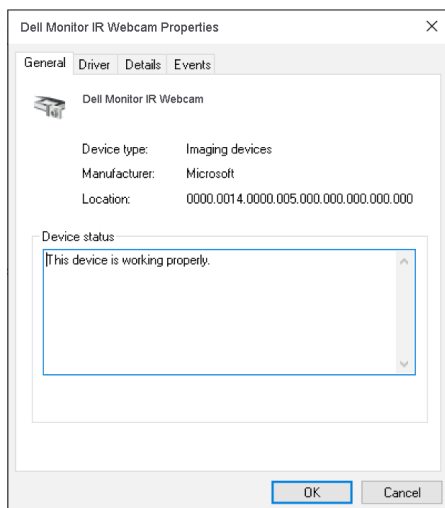 Dell Monitor IR Webcam Properties
General Driver Details Events
Dell Monitor IR Webcam
Device type: Imaging devices
Manufacturer: Microsoft
Location: 0000.0014.0000.005.000.000.000.000.000
Device status
This device is working properly.
OK Cancel